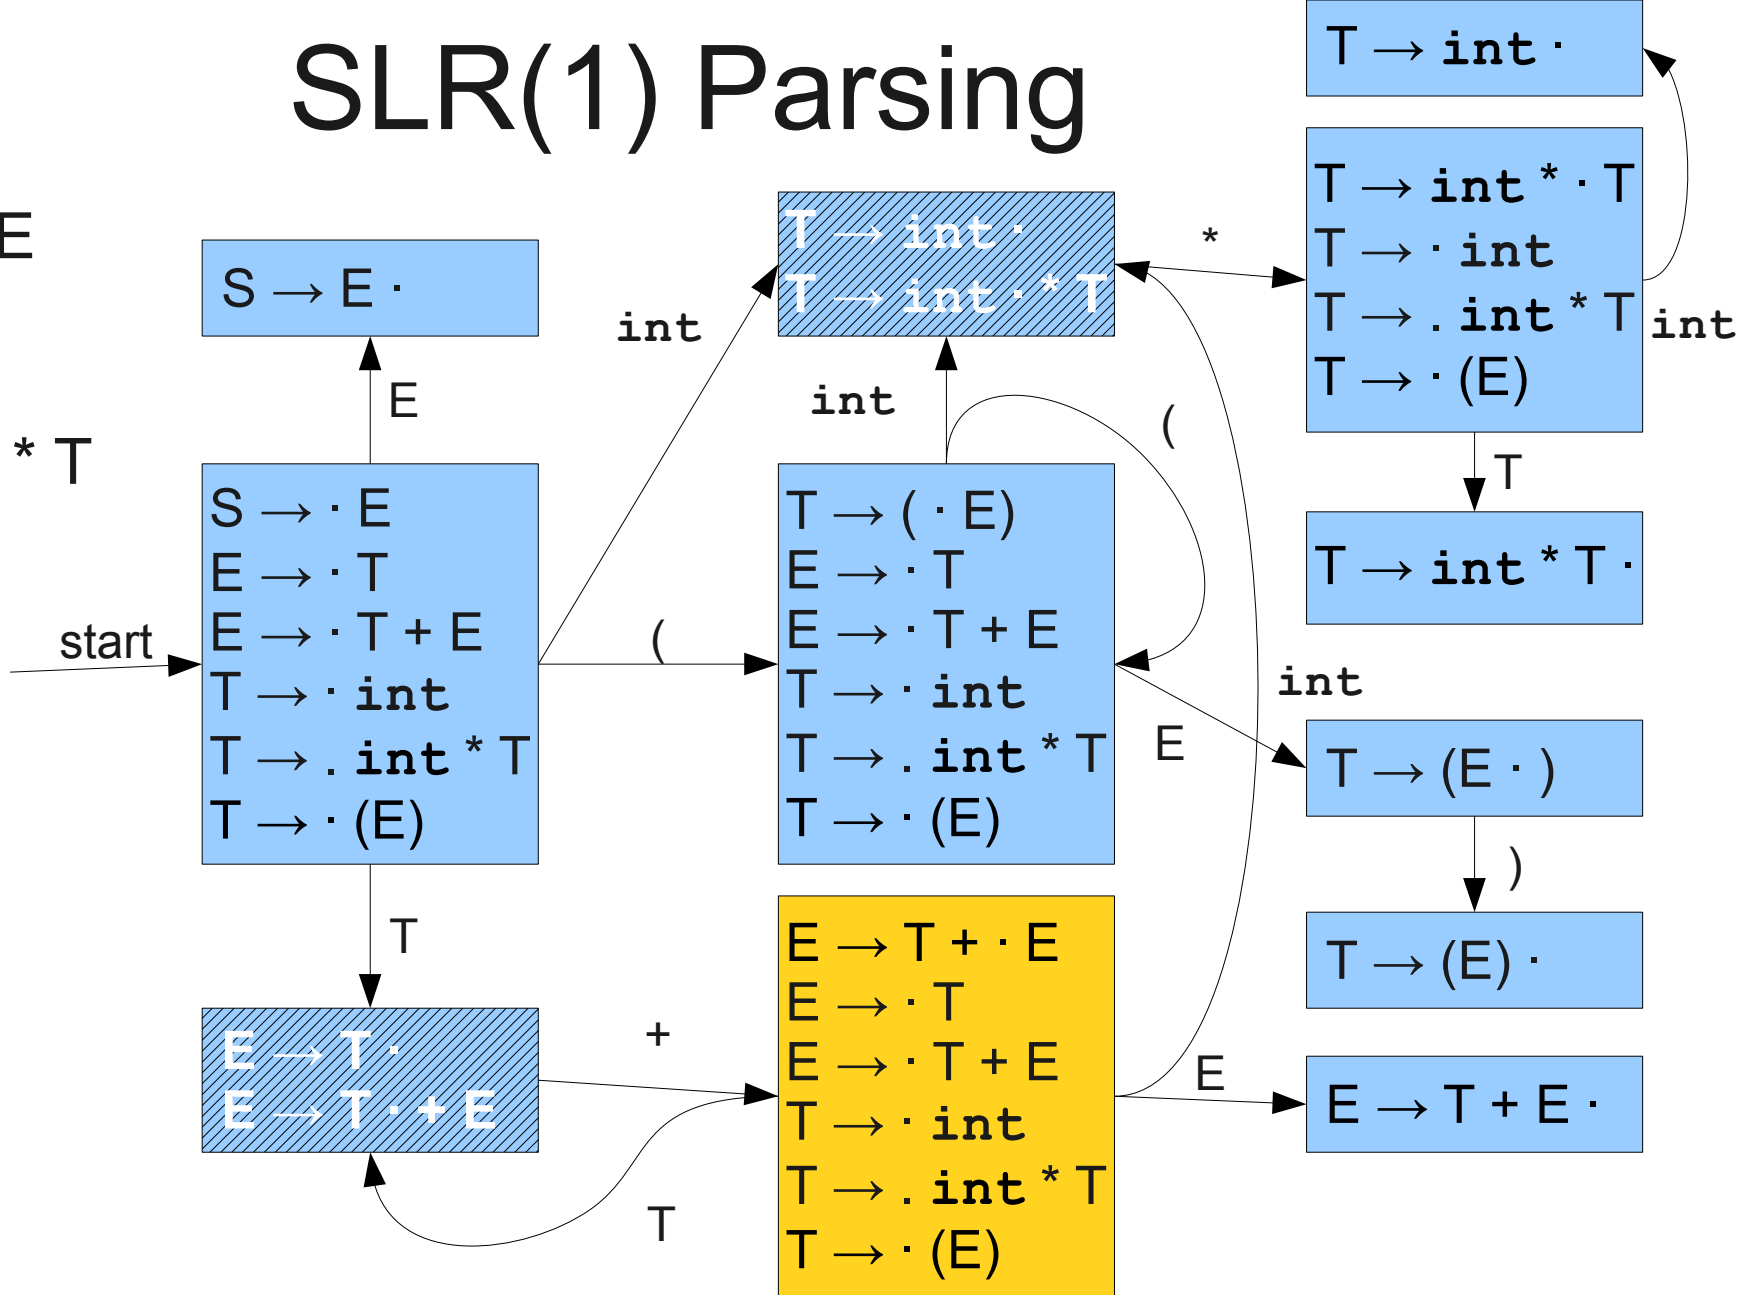 SLR(1) Parsing
E
* T
start
S → E ·
E
S → · E
E → · T
E → · T + E
T → · int
T → . int * T
T → · (E)
T
E → T ·
E → T · + E
+
T
int
(
T → int ·
T → int · * T
int
(
T → ( · E)
E → · T
E → · T + E
T → · int
T → . int * T
T → · (E)
E → T + · E
E → · T
E → · T + E
T → · int
T → . int * T
T → · (E)
*
int
E
E
T → int ·
T → int * · T
T → · int
T → . int * T
T → · (E)
int
T
T → int * T ·
T → (E · )
)
T → (E) ·
E → T + E ·